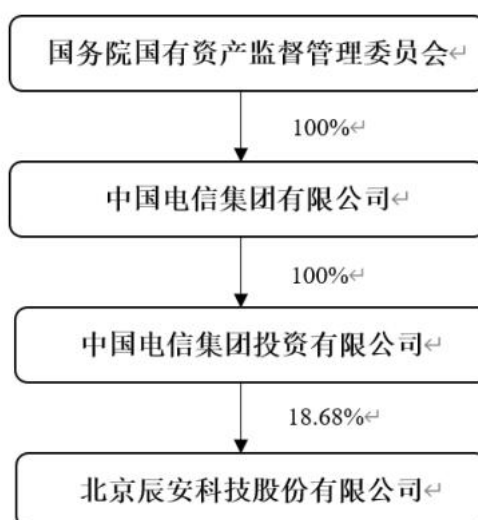 国务院国有资产监督管理委员会↵
100%↵
中国电信集团有限公司↵
100%↵
中国电信集团投资有限公司↵
18.68%↵
北京辰安科技股份有限公司↵